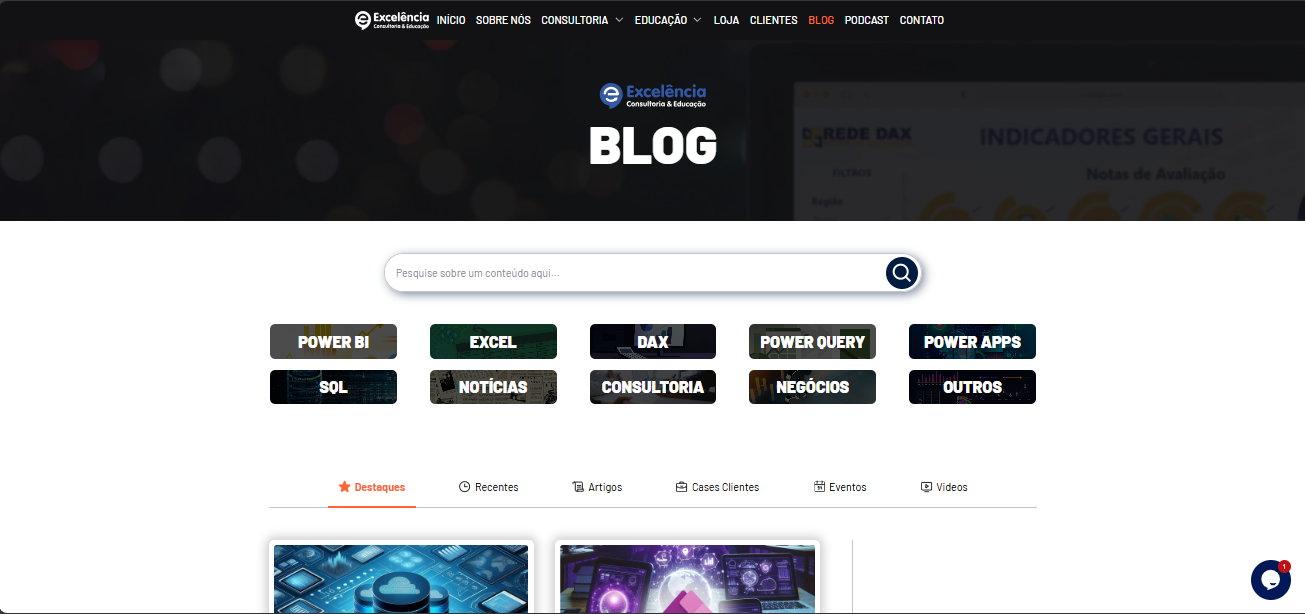 Excelência
Consultoria & Educação
INÍCIO SOBRE NÓS CONSULTORIA EDUCAÇÃO LOJA CLIENTES BLOG PODCAST CONTATO
Excelência
Consultoria & Educação
BLOG
REDE DAX
INDICADORES GERAIS
FILTROS
Notas de Avaliação
Região
Pesquise sobre um conteúdo aqui...
POWER BI EXCEL DAX POWER QUERY POWER APPS
SQL NOTÍCIAS CONSULTORIA NEGÓCIOS OUTROS
Destaques Recentes Artigos Cases Clientes Eventos Vídeos
1